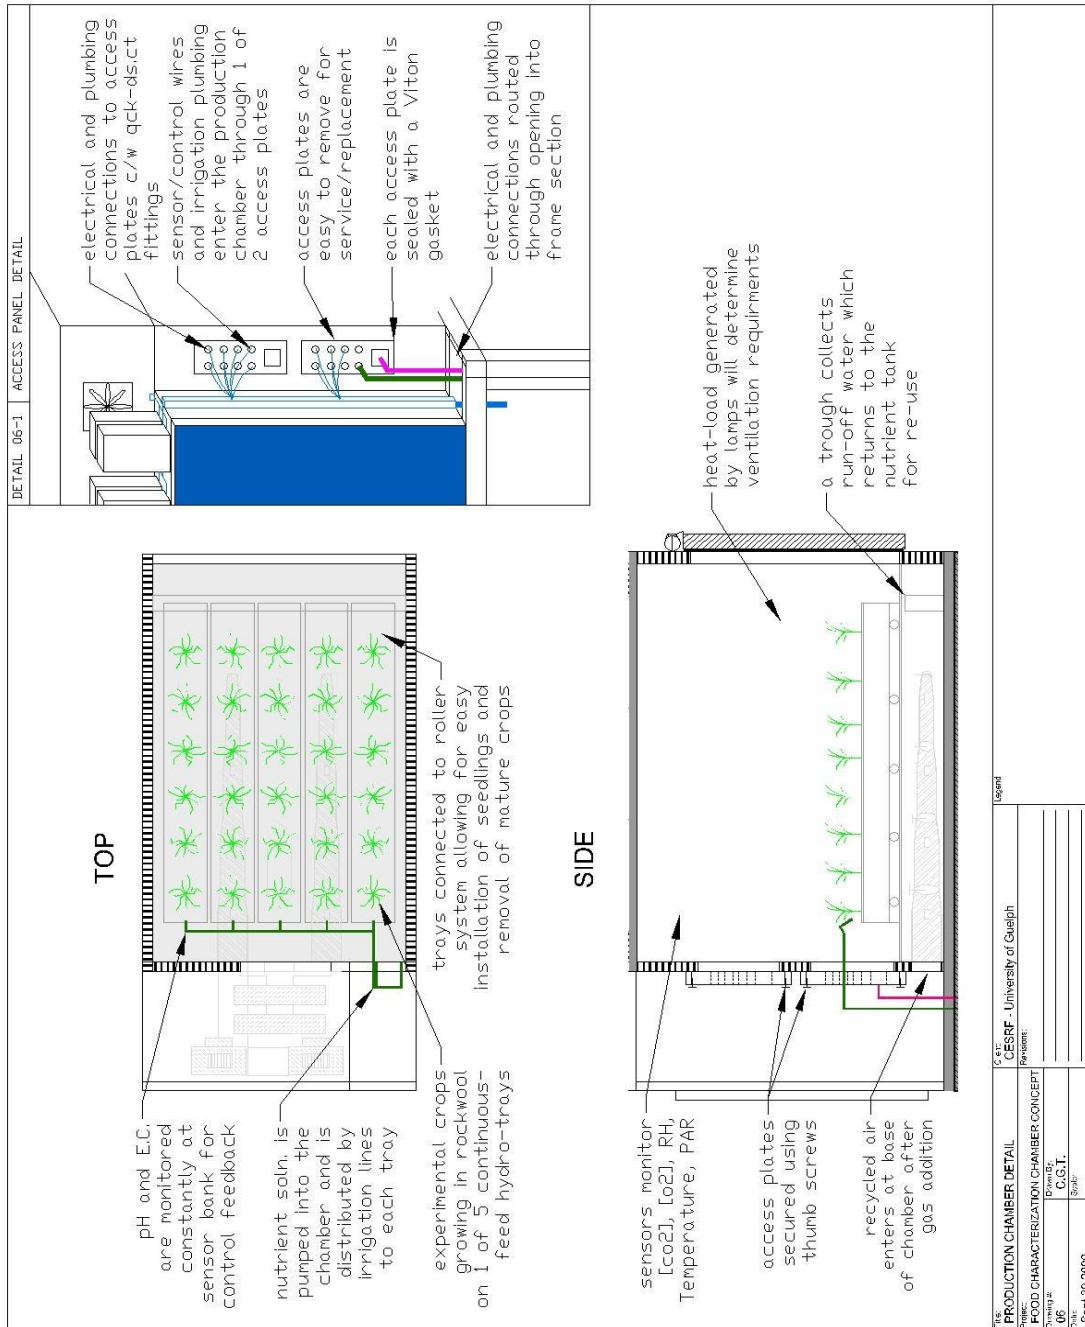 DETAIL 06-1
ACCESS PANEL DETAIL
electrical and plumbing
connections to access
plates c/w qck-ds.ct
fittings
sensor/control wires
and irrigation plumbing
enter the production
chamber through 1 of
2 access plates
access plates are
easy to remove for
service/replacement
each access plate is
sealed with a Viton
gasket
electrical and plumbing
connections routed
through opening into
frame section
TOP
pH and E.C.
are monitored
constantly at
sensor bank for
control feedback
nutrient soln. is
pumped into the
chamber and is
distributed by
irrigation lines
to each tray
experimental crops
growing in rockwool
on 1 of 5 continuous-
feed hydro-trays
trays connected to roller
system allowing for easy
installation of seedlings and
removal of mature crops
SIDE
heat-load generated
by lamps will determine
ventilation requirments
a trough collects
run-off water which
returns to the
nutrient tank
for re-use
sensors monitor
[co2], [o2], RH,
Temperature, PAR
access plates
secured using
thumb screws
recycled air
enters at base
of chamber after
gas addition
Title:
PRODUCTION CHAMBER DETAIL
Project:
FOOD CHARACTERIZATION CHAMBER CONCEPT
Drawing #:
06
Drawn By:
C.G.T.
Date:
Scale:
Client:
CESRF - University of Guelph
Revisions:
Legend